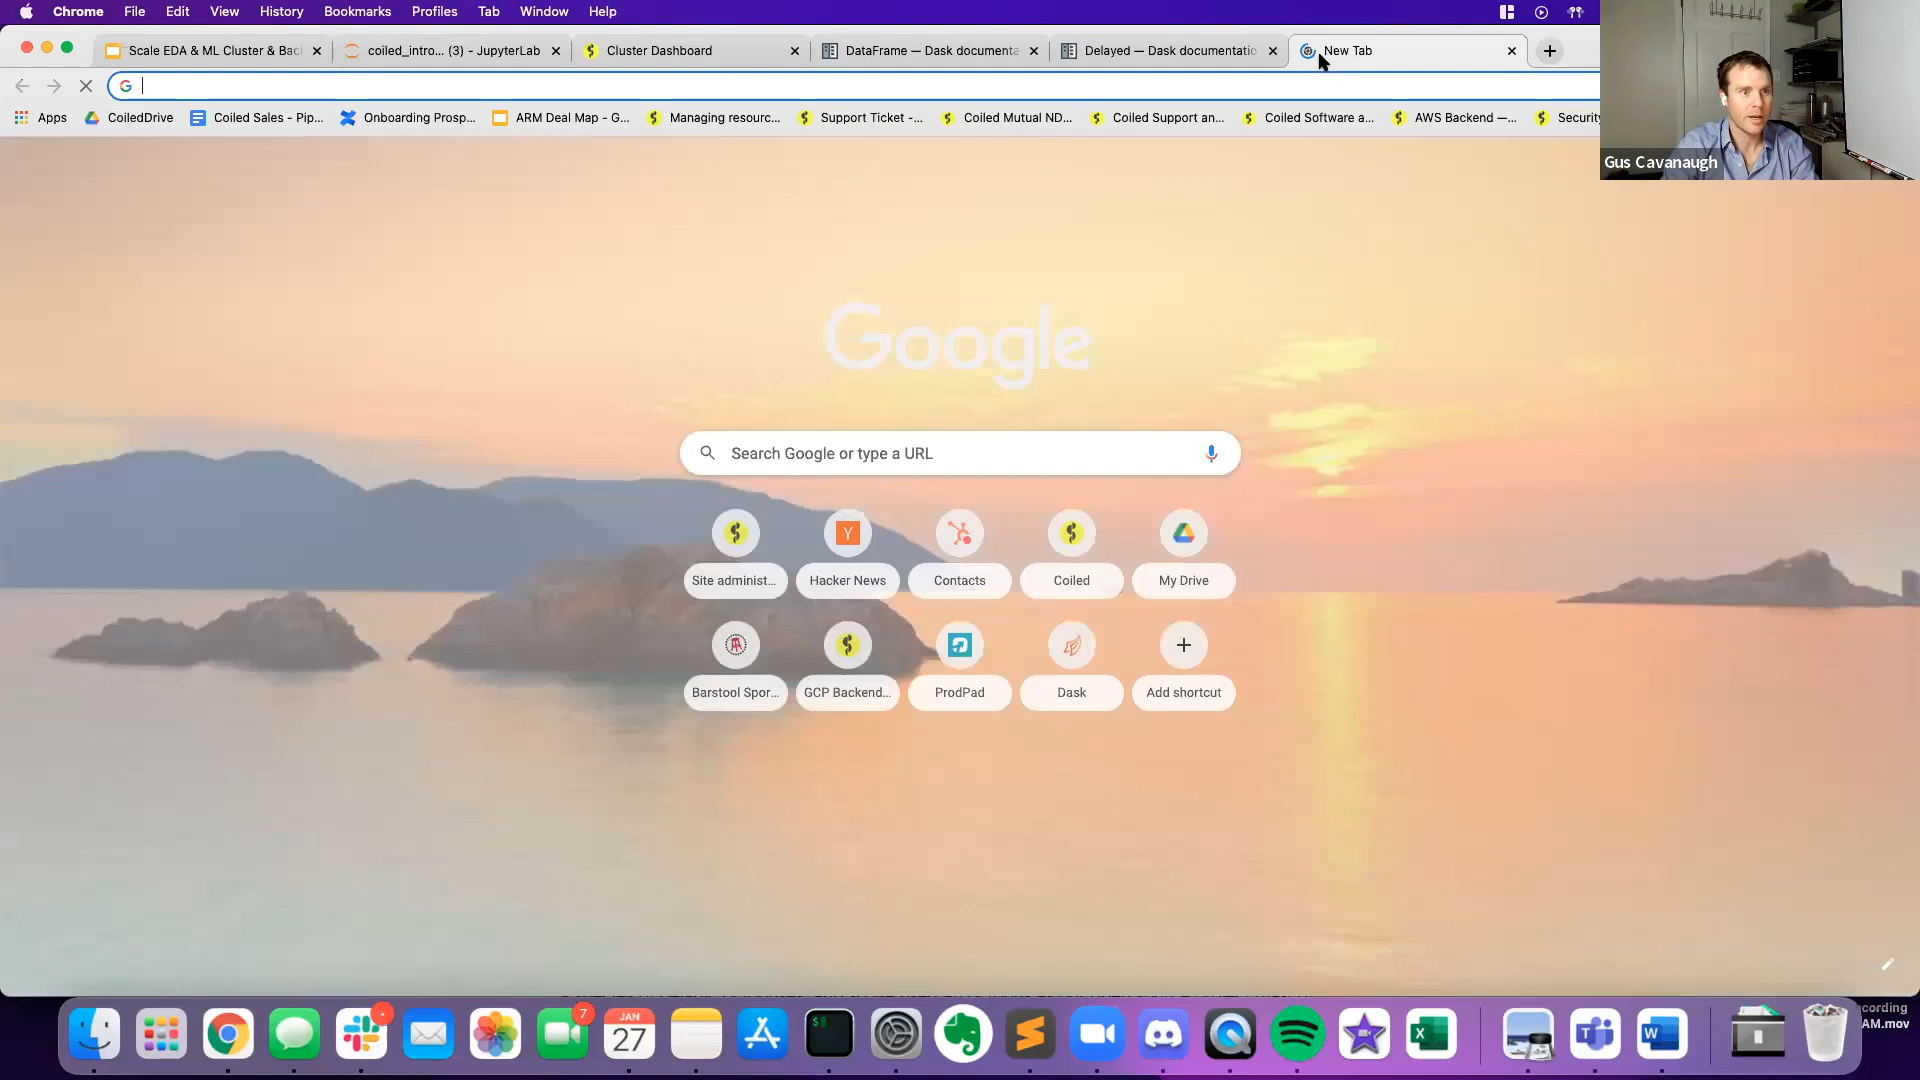 Chrome File Edit View History Bookmarks Profiles Tab Window Help
Scale EDA & ML Cluster & Bac
coiled_intro... (3) - JupyterLab
Cluster Dashboard
DataFrame — Dask documenta
Delayed — Dask documentatio
New Tab
Apps
CoiledDrive
Coiled Sales - Pip...
Onboarding Prosp...
ARM Deal Map - G...
Managing resourc...
Support Ticket -...
Coiled Mutual ND...
Coiled Support an...
Coiled Software a...
AWS Backend —...
Security
Gus Cavanaugh
Google
Search Google or type a URL
Site administ...
Hacker News
Contacts
Coiled
My Drive
Barstool Spor...
GCP Backend...
ProdPad
Dask
Add shortcut
7
JAN
27
ecording
AM.mov